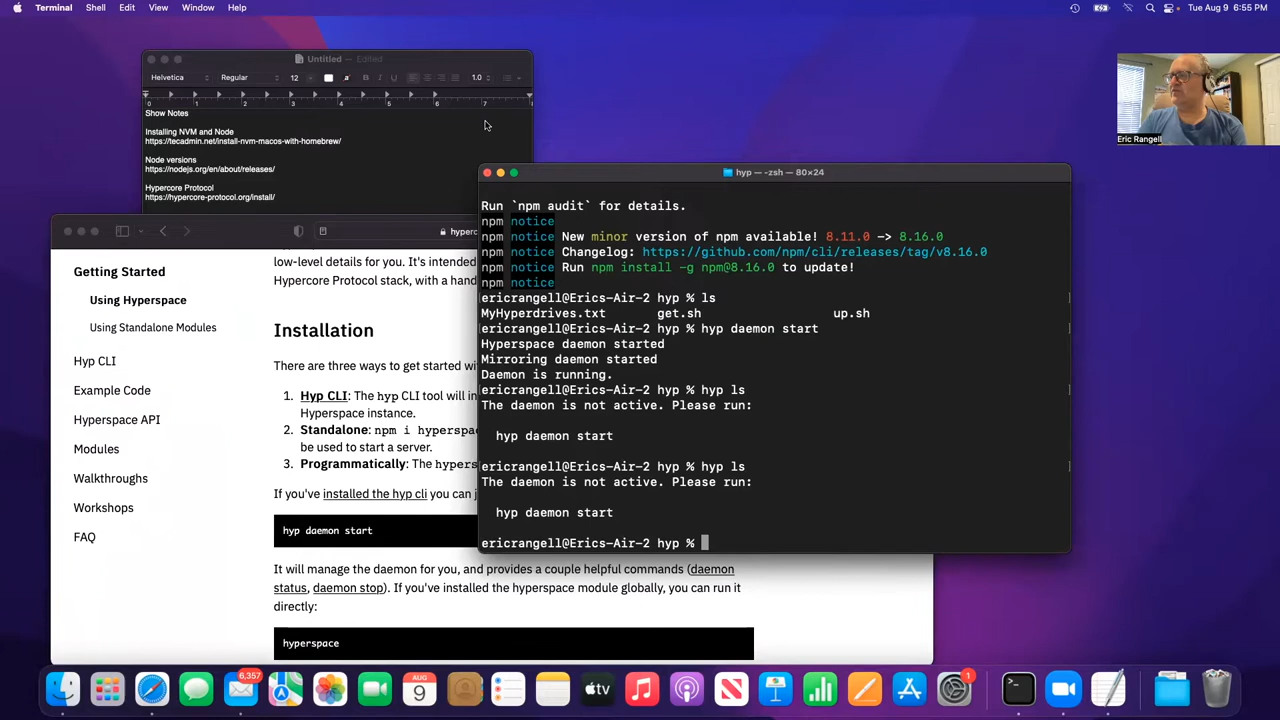 Terminal Shell Edit View Window Help
Tue Aug 9 6:55 PM
Untitled — Edited
Helvetica Regular 12 1.0
0 1 2 3 4 5 6 7 8
Show Notes
Installing NVM and Node
https://tecadmin.net/install-nvm-macos-with-homebrew/
Node versions
https://nodejs.org/en/about/releases/
Hypercore Protocol
https://hypercore-protocol.org/install/
Eric Rangell
hyp — -zsh — 80×24
Run `npm audit` for details.
npm notice
npm notice New minor version of npm available! 8.11.0 -> 8.16.0
npm notice Changelog: https://github.com/npm/cli/releases/tag/v8.16.0
npm notice Run npm install -g npm@8.16.0 to update!
npm notice
ericrangell@Erics-Air-2 hyp % ls
MyHyperdrives.txt get.sh up.sh
ericrangell@Erics-Air-2 hyp % hyp daemon start
Hyperspace daemon started
Mirroring daemon started
Daemon is running.
ericrangell@Erics-Air-2 hyp % hyp ls
The daemon is not active. Please run:
hyp daemon start
ericrangell@Erics-Air-2 hyp % hyp ls
The daemon is not active. Please run:
hyp daemon start
ericrangell@Erics-Air-2 hyp %
hyperc
Getting Started
Using Hyperspace
Using Standalone Modules
Hyp CLI
Example Code
Hyperspace API
Modules
Walkthroughs
Workshops
FAQ
low-level details for you. It's intended
Hypercore Protocol stack, with a hand
Installation
There are three ways to get started wi
1. Hyp CLI: The hyp CLI tool will in
Hyperspace instance.
2. Standalone: npm i hyperspa
be used to start a server.
3. Programmatically: The hypers
If you've installed the hyp cli you can j
hyp daemon start
It will manage the daemon for you, and provides a couple helpful commands (daemon
status, daemon stop). If you've installed the hyperspace module globally, you can run it
directly:
hyperspace
6,357
AUG
9
tv
1